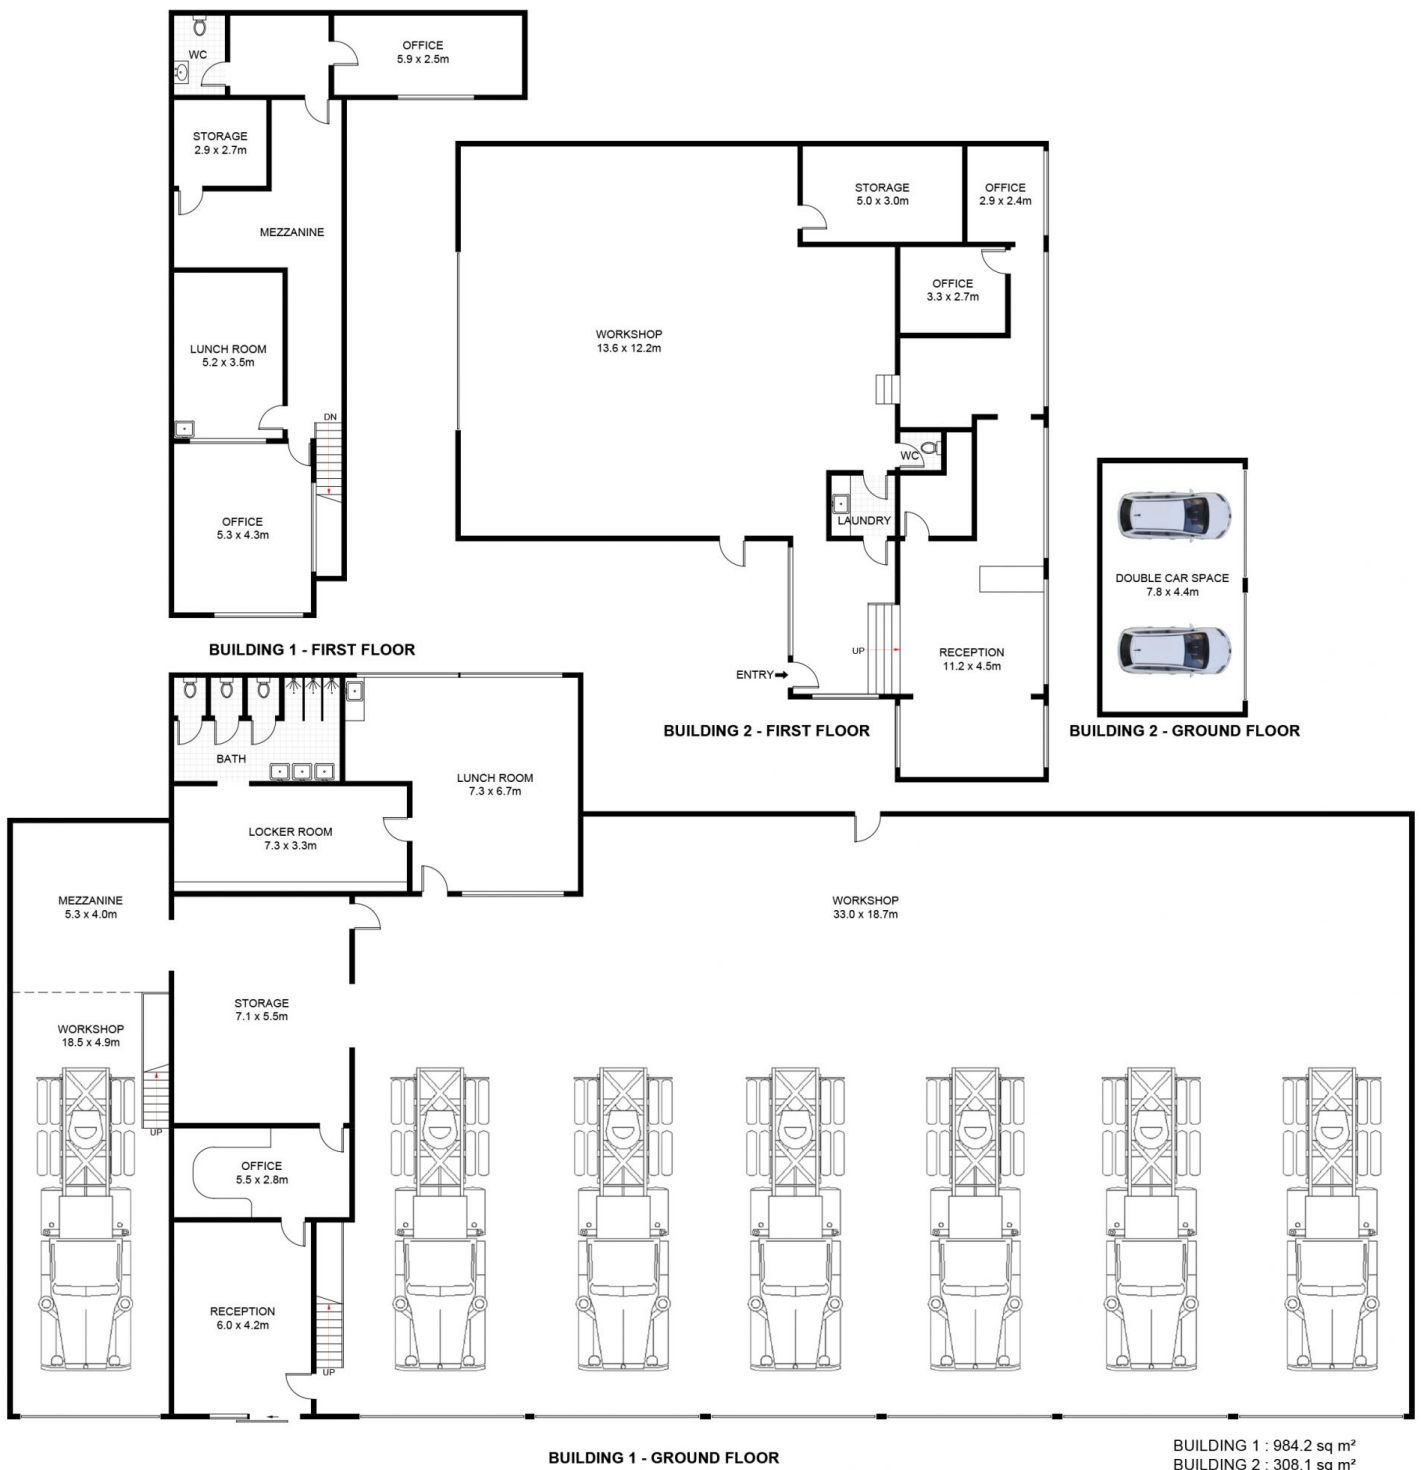 WC
OFFICE
5.9 x 2.5m
STORAGE
2.9 x 2.7m
MEZZANINE
LUNCH ROOM
5.2 x 3.5m
DN
OFFICE
5.3 x 4.3m
BUILDING 1 - FIRST FLOOR
STORAGE
5.0 x 3.0m
OFFICE
2.9 x 2.4m
OFFICE
3.3 x 2.7m
WORKSHOP
13.6 x 12.2m
WC
LAUNDRY
UP
ENTRY
RECEPTION
11.2 x 4.5m
BUILDING 2 - FIRST FLOOR
DOUBLE CAR SPACE
7.8 x 4.4m
BUILDING 2 - GROUND FLOOR
BATH
LUNCH ROOM
7.3 x 6.7m
LOCKER ROOM
7.3 x 3.3m
MEZZANINE
5.3 x 4.0m
WORKSHOP
33.0 x 18.7m
STORAGE
7.1 x 5.5m
WORKSHOP
18.5 x 4.9m
UP
OFFICE
5.5 x 2.8m
RECEPTION
6.0 x 4.2m
UP
BUILDING 1 - GROUND FLOOR
BUILDING 1 : 984.2 sq m²
BUILDING 2 : 308.1 sq m²